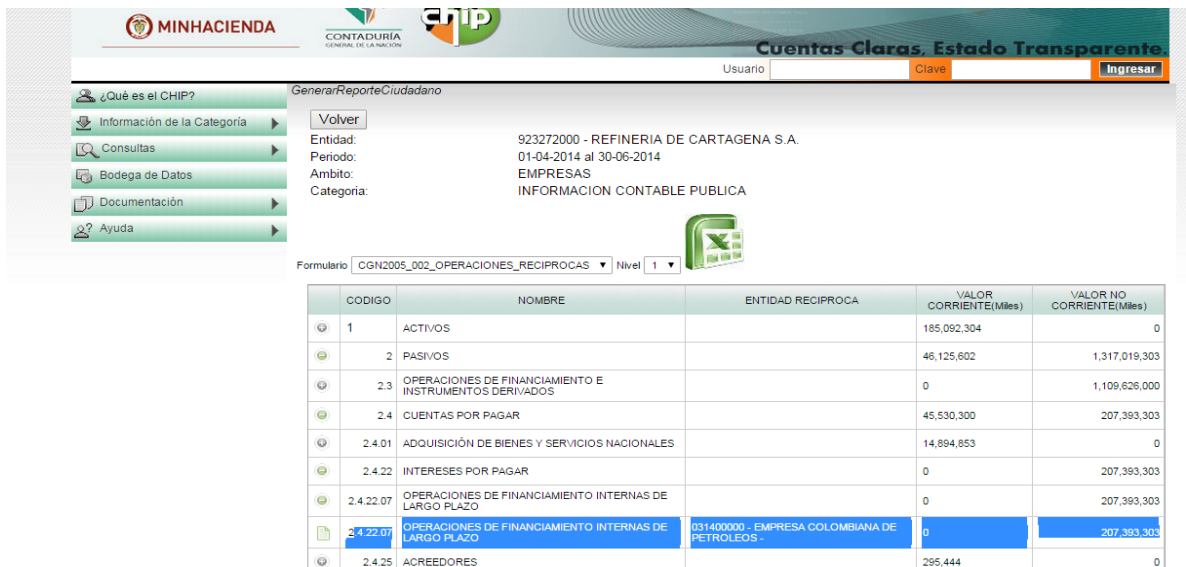 MINHACIENDA
CONTADURÍA
GENERAL DE LA NACIÓN
chip
Cuentas Claras, Estado Transparente.
Usuario Clave Ingresar
¿Qué es el CHIP?
Información de la Categoría
Consultas
Bodega de Datos
Documentación
Ayuda
GenerarReporteCiudadano
Volver
Entidad: 923272000 - REFINERIA DE CARTAGENA S.A.
Periodo: 01-04-2014 al 30-06-2014
Ambito: EMPRESAS
Categoria: INFORMACION CONTABLE PUBLICA
Formulario CGN2005_002_OPERACIONES_RECIPROCAS Nivel 1
CODIGO NOMBRE ENTIDAD RECIPROCA VALOR CORRIENTE(Miles) VALOR NO CORRIENTE(Miles)
1 ACTIVOS 185,092,304 0
2 PASIVOS 46,125,602 1,317,019,303
2.3 OPERACIONES DE FINANCIAMIENTO E INSTRUMENTOS DERIVADOS 0 1,109,626,000
2.4 CUENTAS POR PAGAR 45,530,300 207,393,303
2.4.01 ADQUISICIÓN DE BIENES Y SERVICIOS NACIONALES 14,894,853 0
2.4.22 INTERESES POR PAGAR 0 207,393,303
2.4.22.07 OPERACIONES DE FINANCIAMIENTO INTERNAS DE LARGO PLAZO 0 207,393,303
2.4.22.07 OPERACIONES DE FINANCIAMIENTO INTERNAS DE LARGO PLAZO 031400000 - EMPRESA COLOMBIANA DE PETROLEOS - 0 207,393,303
2.4.25 ACREEDORES 295,444 0